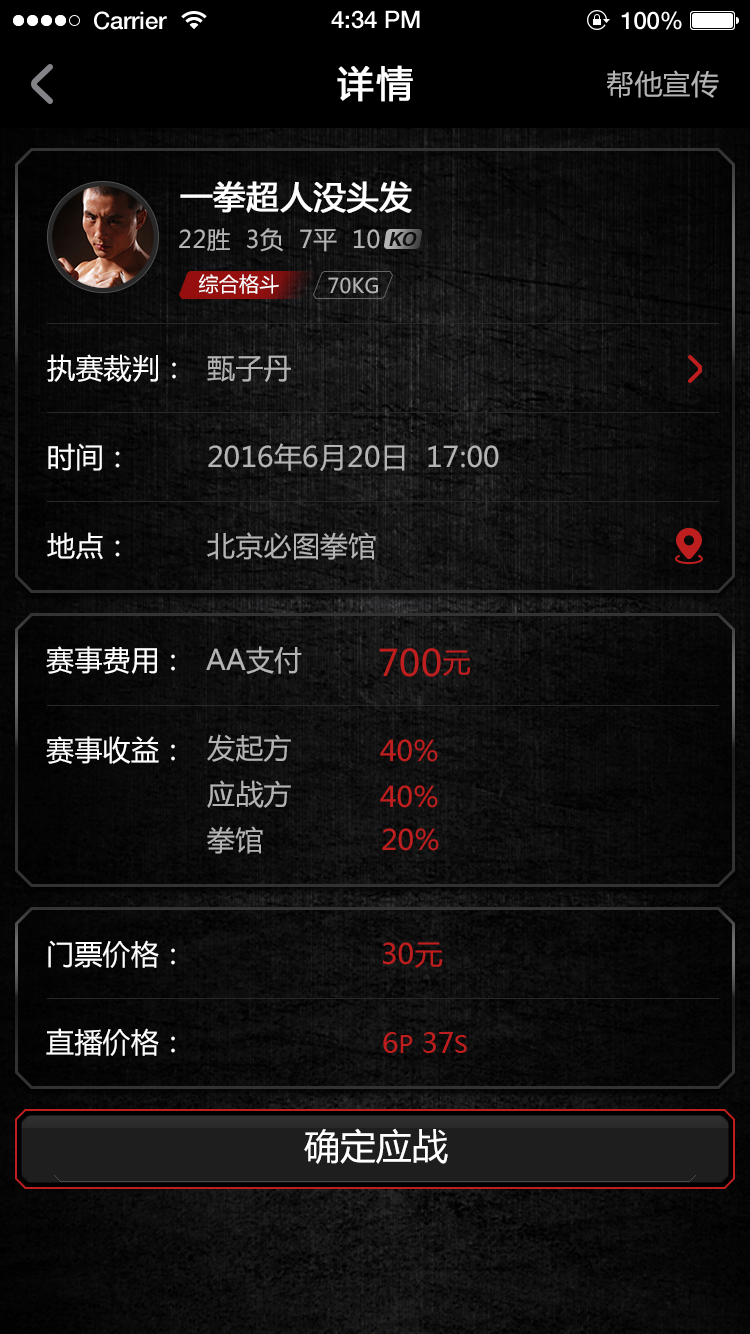 Carrier 4:34 PM 100%
详情 帮他宣传
一拳超人没头发
22胜 3负 7平 10 KO
综合格斗 70KG
执赛裁判： 甄子丹
时间： 2016年6月20日 17:00
地点： 北京必图拳馆
赛事费用： AA支付 700元
赛事收益： 发起方 40%
应战方 40%
拳馆 20%
门票价格： 30元
直播价格： 6P 37S
确定应战